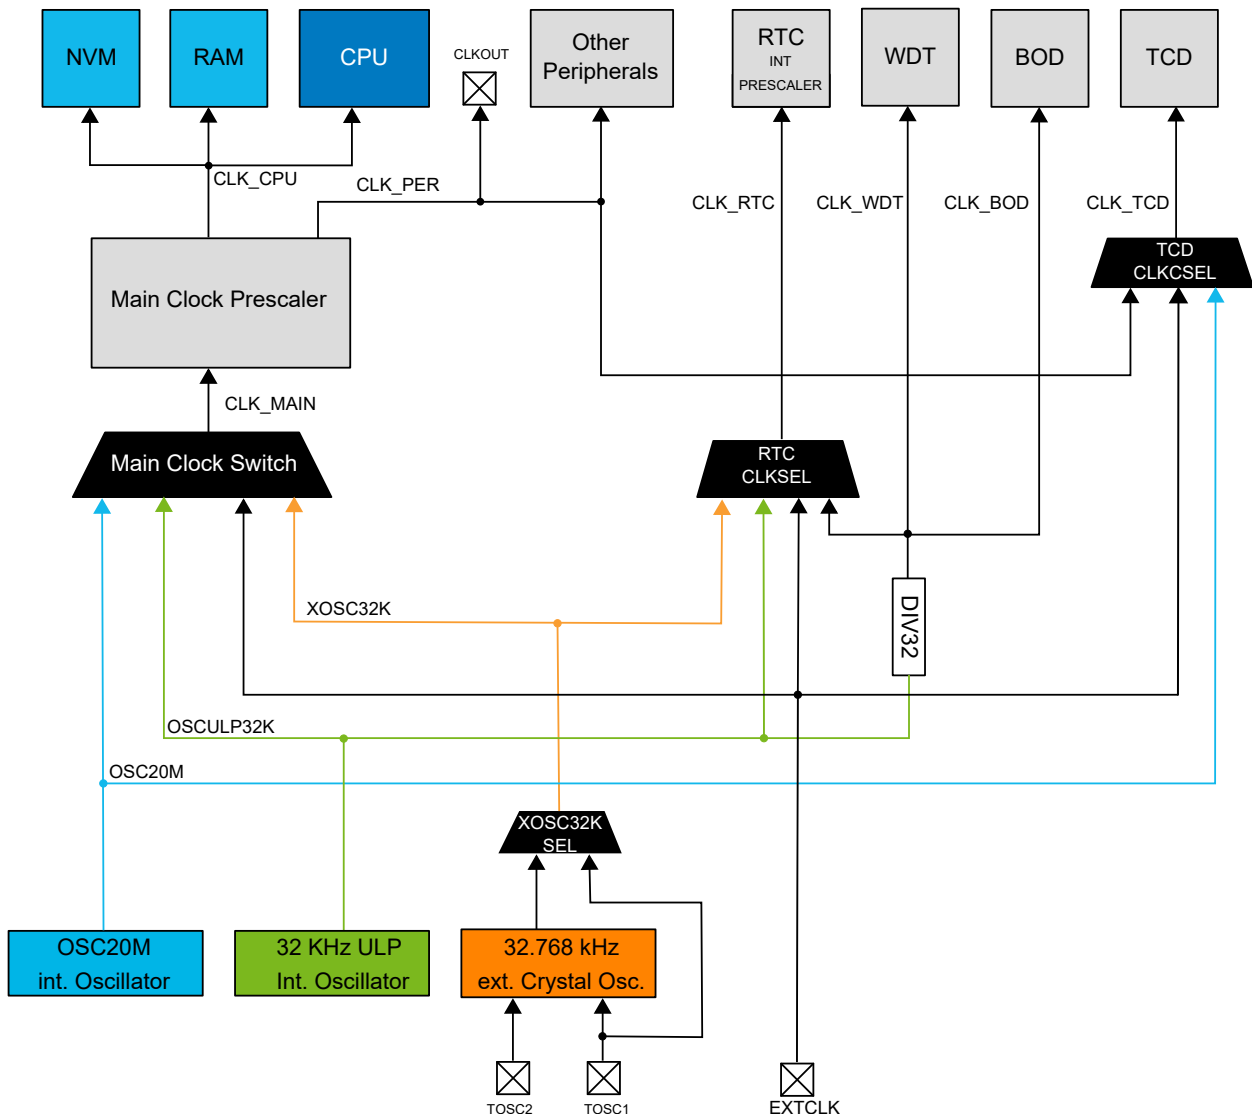 NVM
RAM
CPU
CLKOUT
Other
Peripherals
RTC
INT
PRESCALER
WDT
BOD
TCD
CLK_CPU
CLK_PER
CLK_RTC
CLK_WDT
CLK_BOD
CLK_TCD
TCD
CLKCSEL
Main Clock Prescaler
CLK_MAIN
Main Clock Switch
RTC
CLKSEL
XOSC32K
DIV32
OSCULP32K
OSC20M
XOSC32K
SEL
OSC20M
int. Oscillator
32 KHz ULP
Int. Oscillator
32.768 kHz
ext. Crystal Osc.
TOSC2
TOSC1
EXTCLK